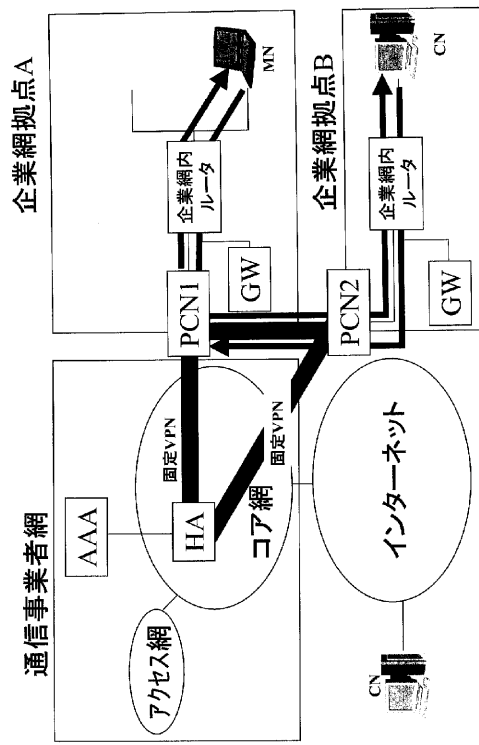 通信事業者網
AAA
アクセス網
HA
コア網
固定VPN
固定VPN
企業網拠点A
PCN1
GW
企業網内
ルータ
MN
企業網拠点B
PCN2
GW
企業網内
ルータ
CN
インターネット
CN